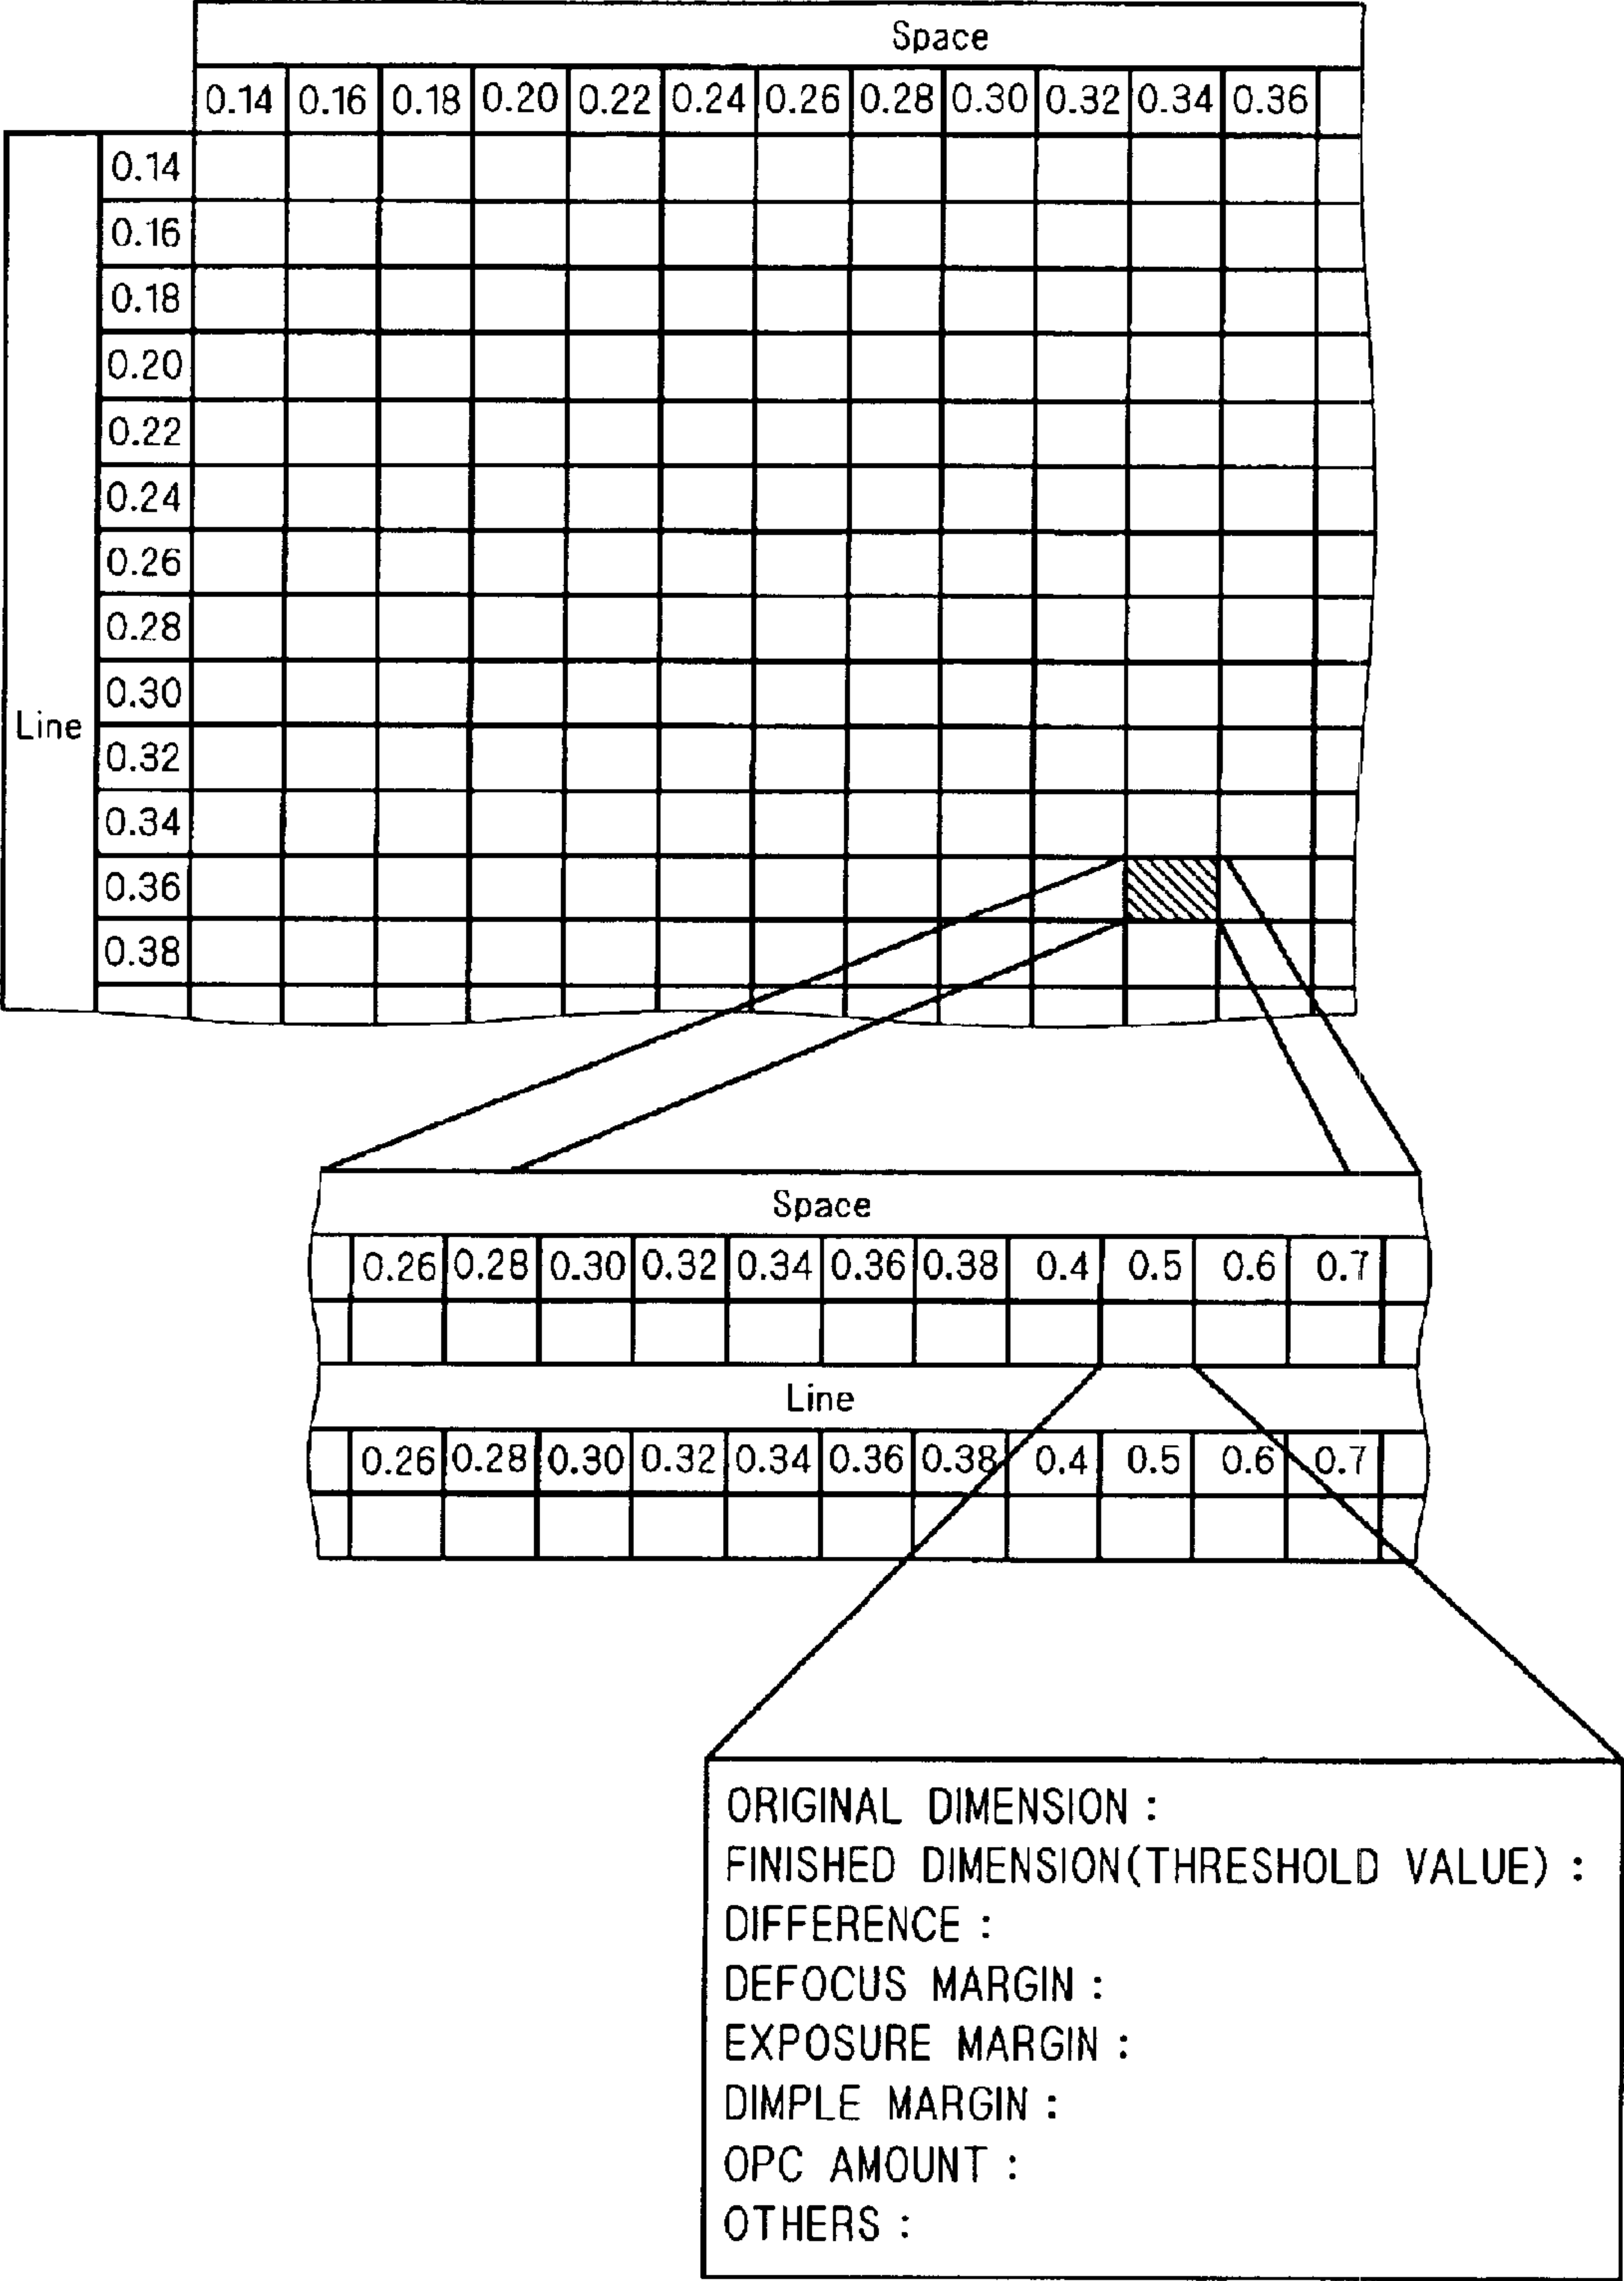 Space
0.14 0.16 0.18 0.20 0.22 0.24 0.26 0.28 0.30 0.32 0.34 0.36
0.14
0.16
0.18
0.20
0.22
0.24
0.26
0.28
0.30
Line
0.32
0.34
0.36
0.38
Space
0.26 0.28 0.30 0.32 0.34 0.36 0.38 0.4 0.5 0.6 0.7
Line
0.26 0.28 0.30 0.32 0.34 0.36 0.38 0.4 0.5 0.6 0.7
ORIGINAL DIMENSION :
FINISHED DIMENSION(THRESHOLD VALUE) :
DIFFERENCE :
DEFOCUS MARGIN :
EXPOSURE MARGIN :
DIMPLE MARGIN :
OPC AMOUNT :
OTHERS :